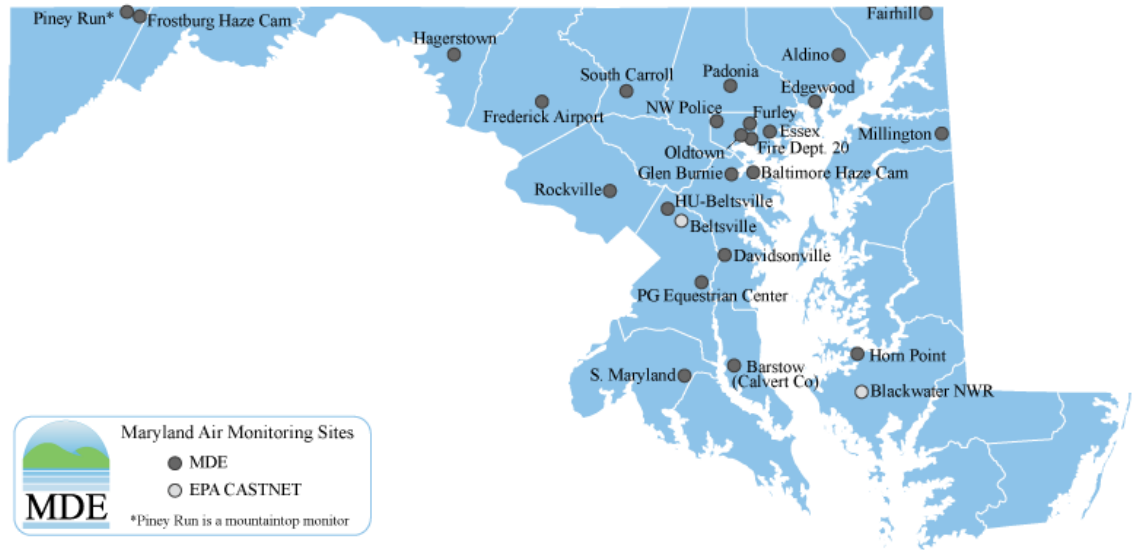 Piney Run*
Frostburg Haze Cam
Fairhill
Hagerstown
Aldino
South Carroll
Padonia
Edgewood
Frederick Airport
NW Police
Furley
Essex
Millington
Oldtown
Fire Dept. 20
Glen Burnie
Baltimore Haze Cam
Rockville
HU-Beltsville
Beltsville
Davidsonville
PG Equestrian Center
Horn Point
S. Maryland
Barstow
(Calvert Co)
Blackwater NWR
Maryland Air Monitoring Sites
MDE
EPA CASTNET
MDE
*Piney Run is a mountaintop monitor